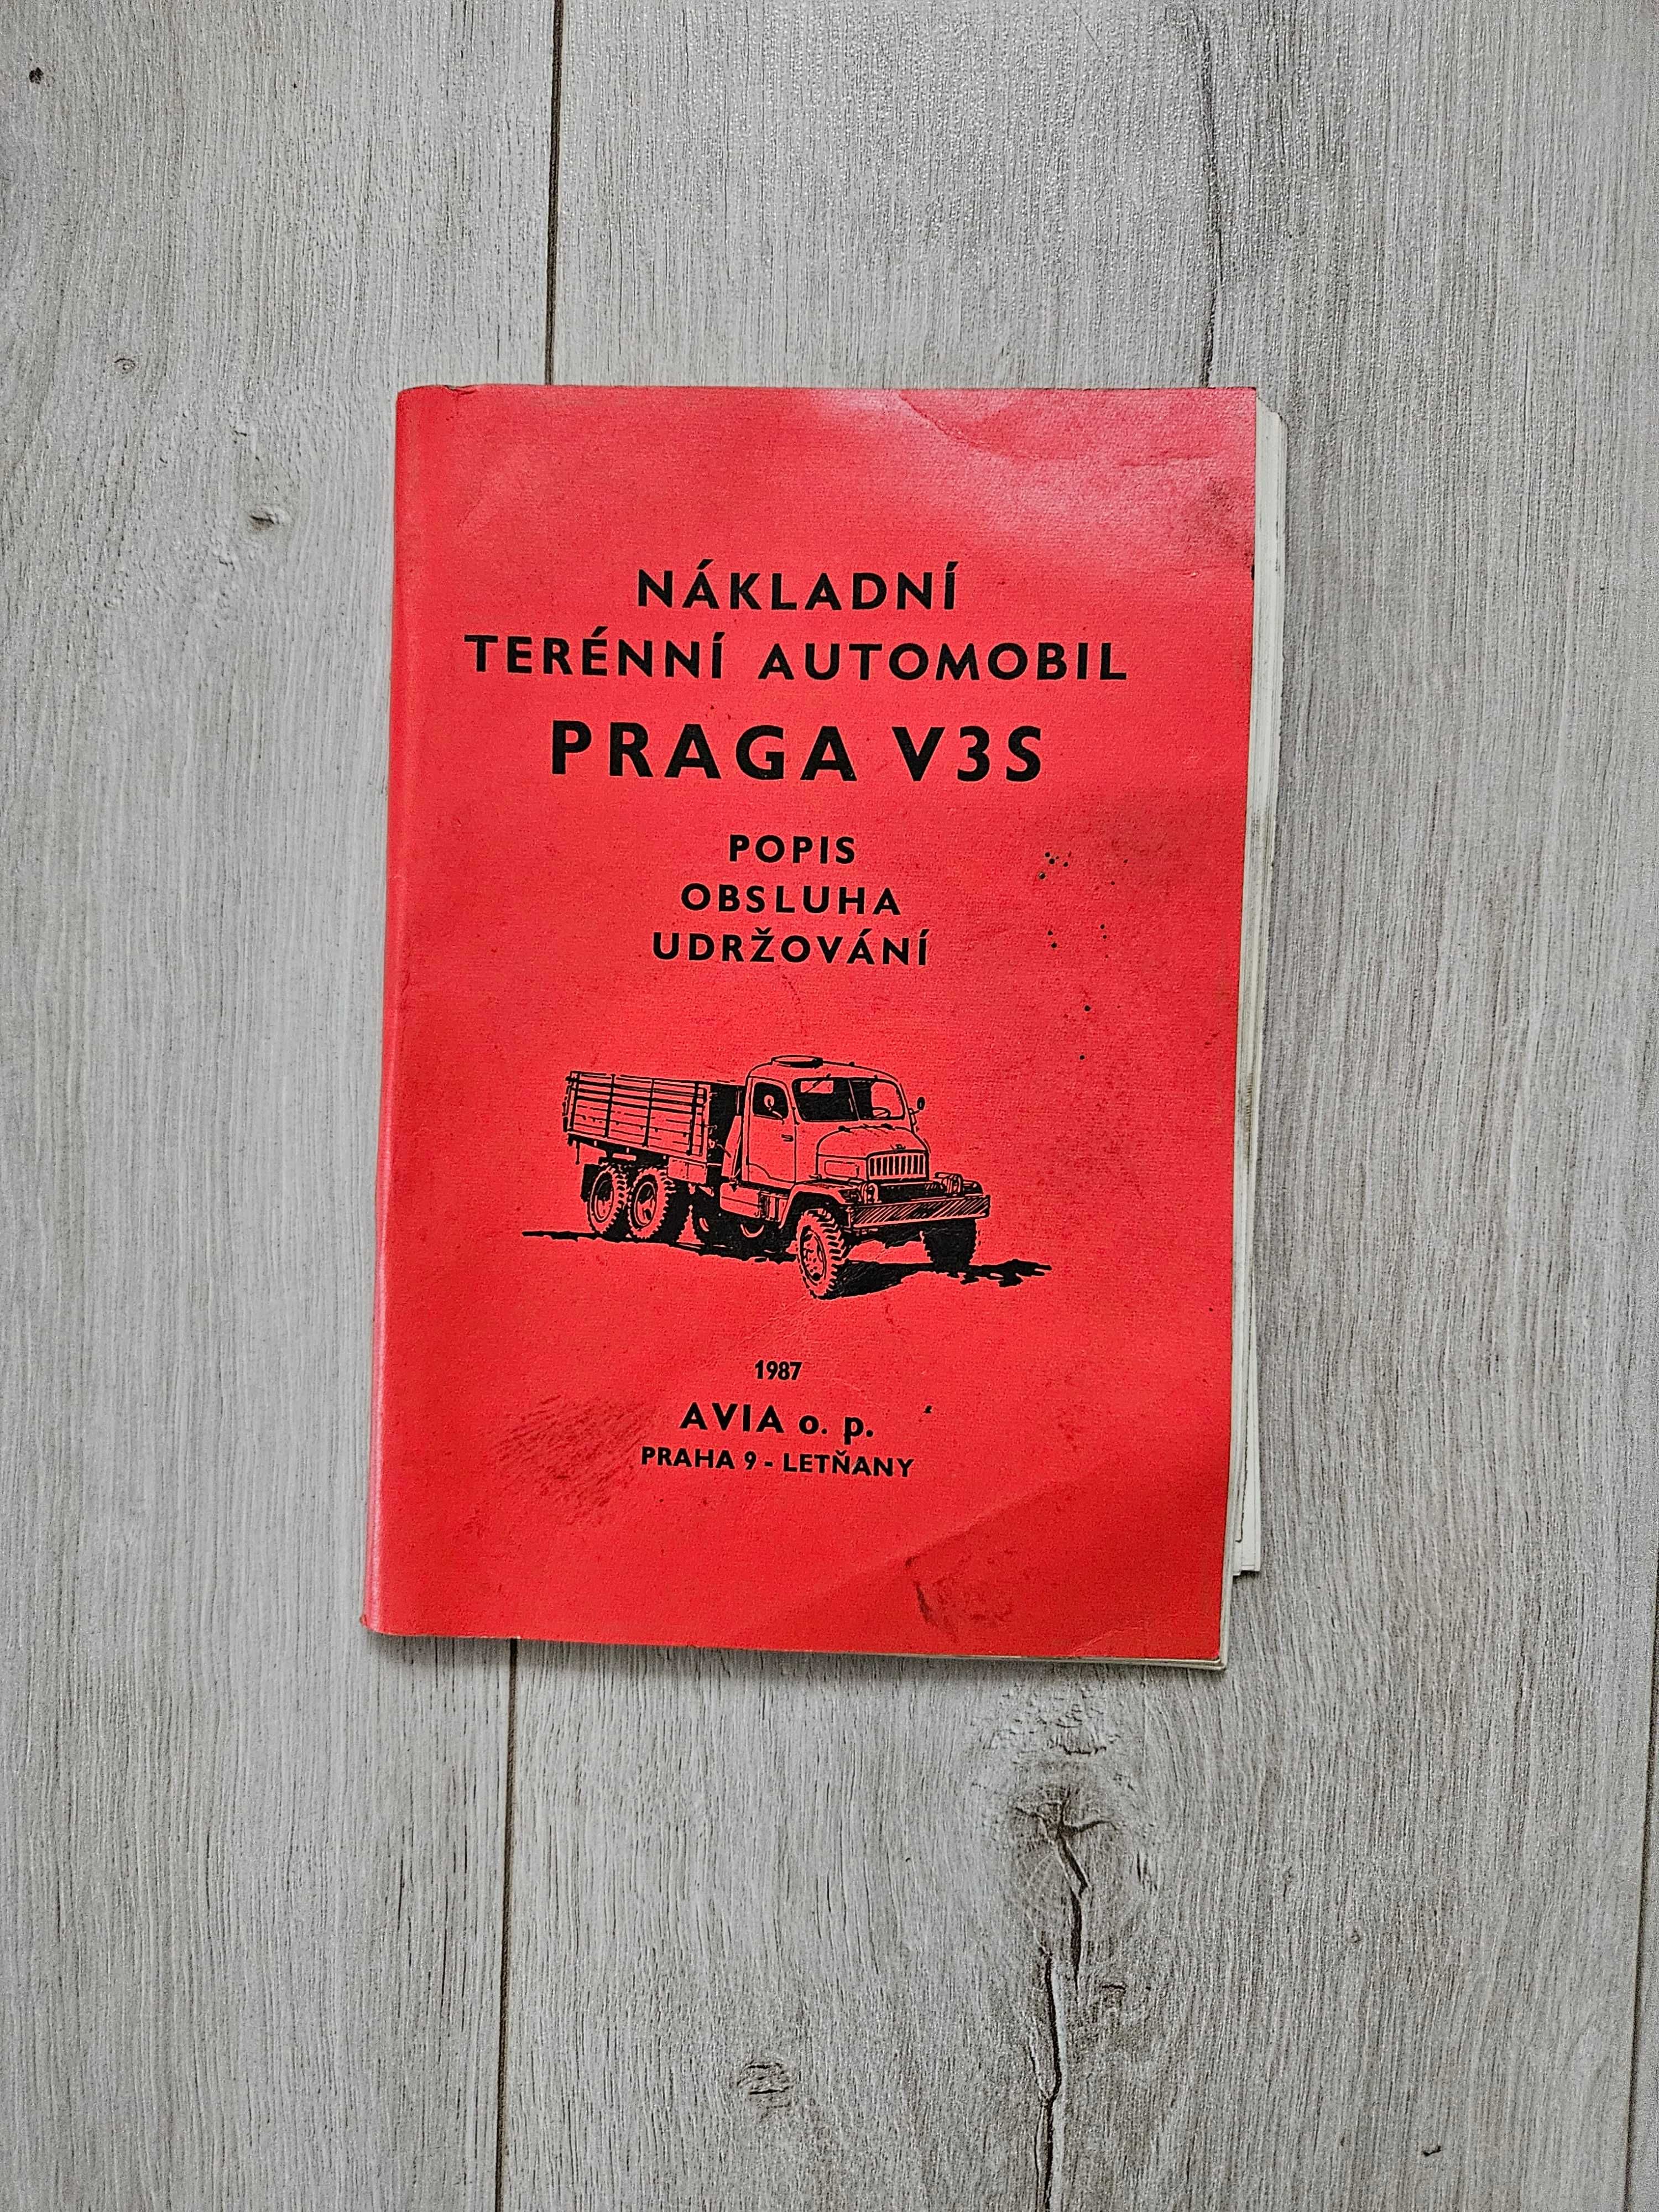 NÁKLADNÍ
TERÉNNÍ AUTOMOBIL
PRAGA V3S
POPIS
OBSLUHA
UDRŽOVÁNÍ
1987
AVIA o. p.
PRAHA 9 - LETŇANY